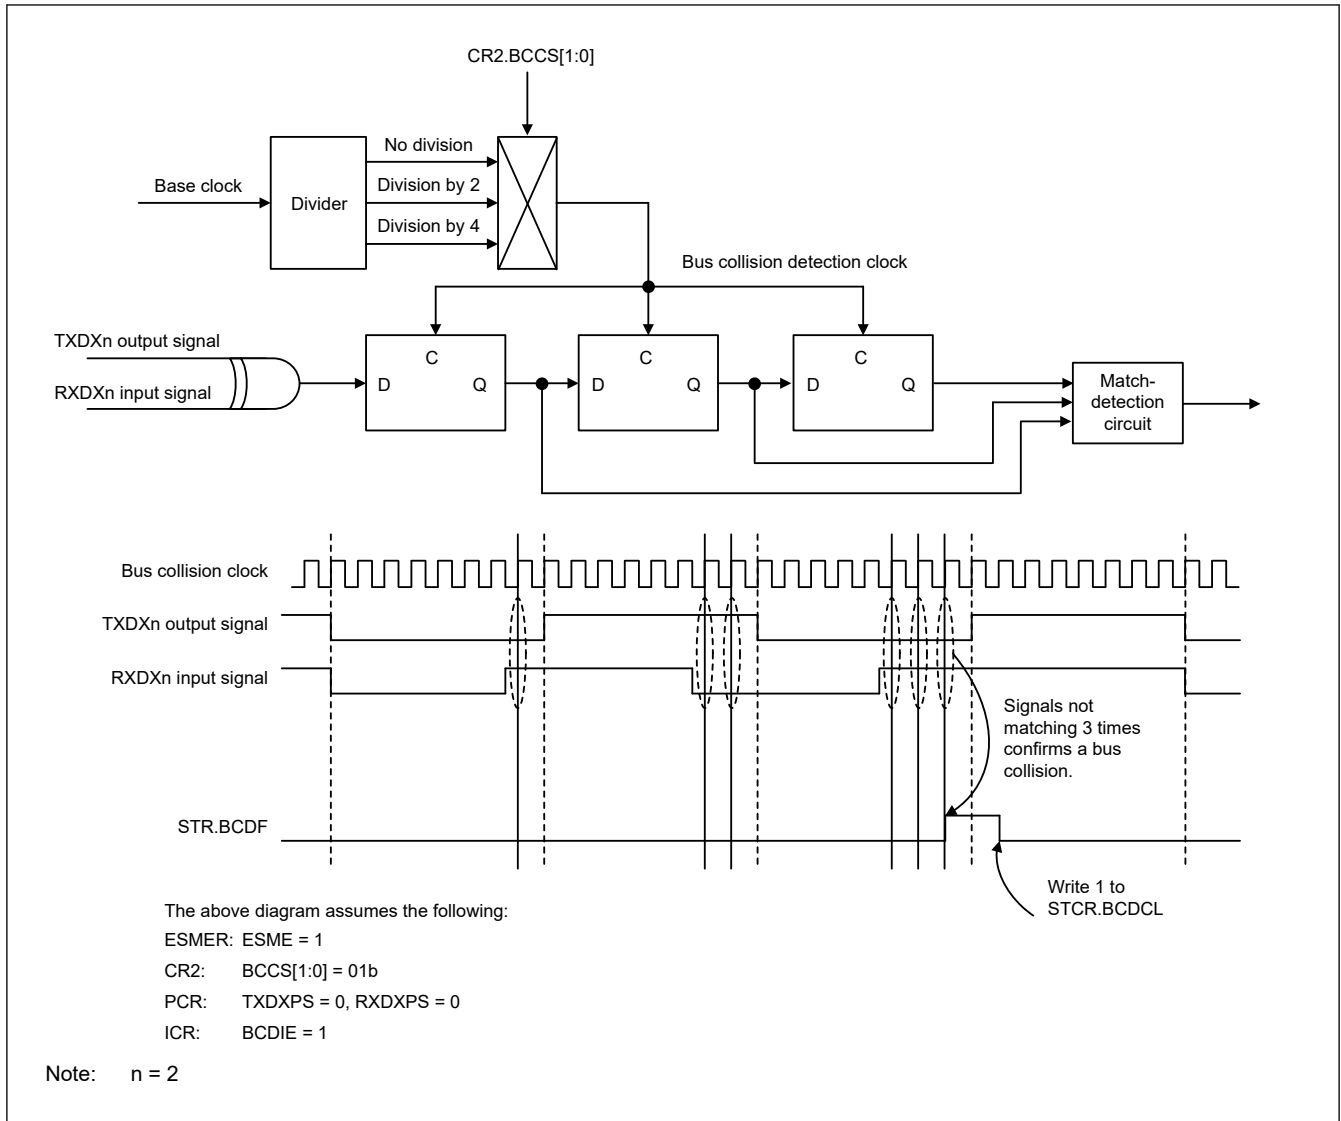 CR2.BCCS[1:0]
No division
Base clock
Division by 2
Divider
Division by 4
Bus collision detection clock
TXDXn output signal
RXDXn input signal
C
D
Q
C
D
Q
C
D
Q
Match-
detection
circuit
Bus collision clock
TXDXn output signal
RXDXn input signal
Signals not
matching 3 times
confirms a bus
collision.
STR.BCDF
Write 1 to
STCR.BCDCL
The above diagram assumes the following:
ESMER: ESME = 1
CR2: BCCS[1:0] = 01b
PCR: TXDXPS = 0, RXDXPS = 0
ICR: BCDIE = 1
Note: n = 2